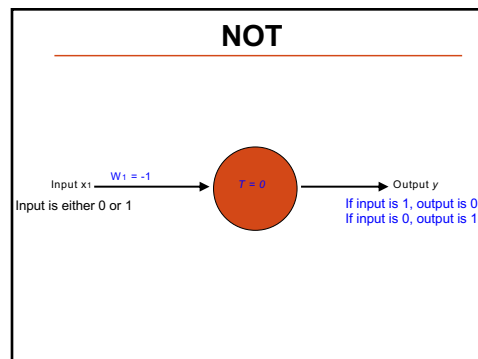 NOT
W1 = -1
Input x1
T = 0
Output y
Input is either 0 or 1
If input is 1, output is 0
If input is 0, output is 1